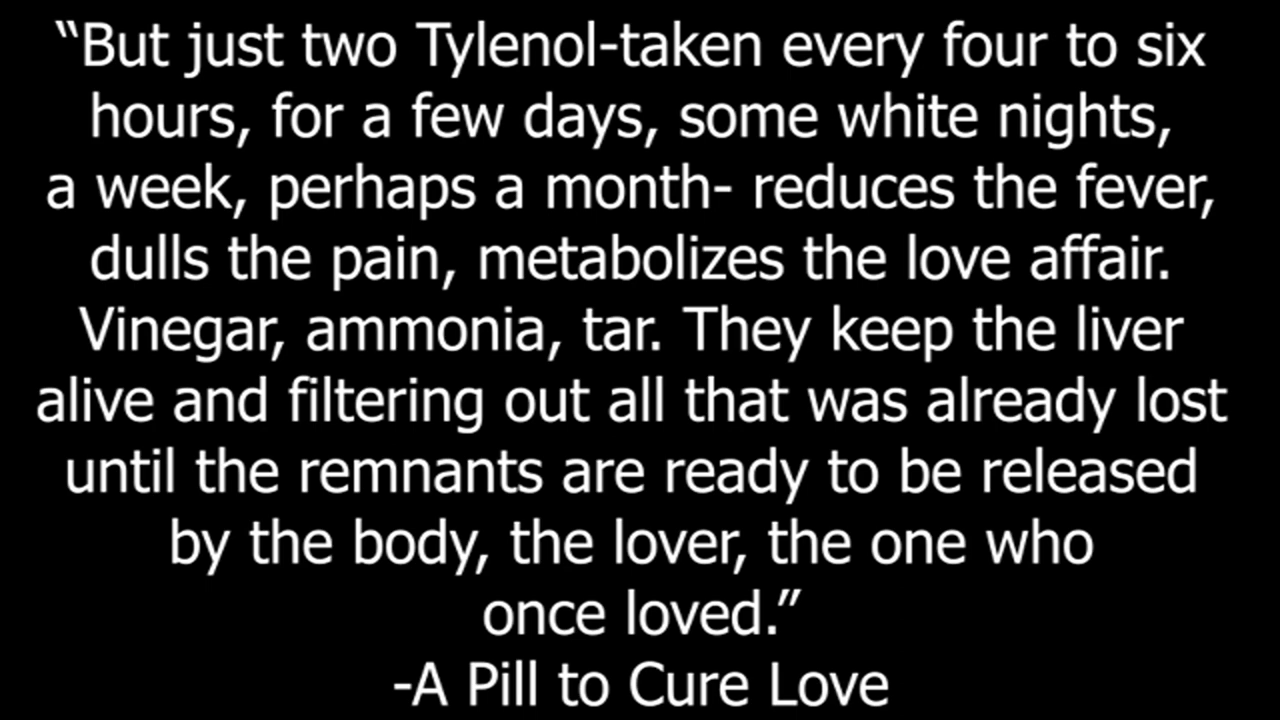 “But just two Tylenol-taken every four to six
hours, for a few days, some white nights,
a week, perhaps a month- reduces the fever,
dulls the pain, metabolizes the love affair.
Vinegar, ammonia, tar. They keep the liver
alive and filtering out all that was already lost
until the remnants are ready to be released
by the body, the lover, the one who
once loved.”
-A Pill to Cure Love